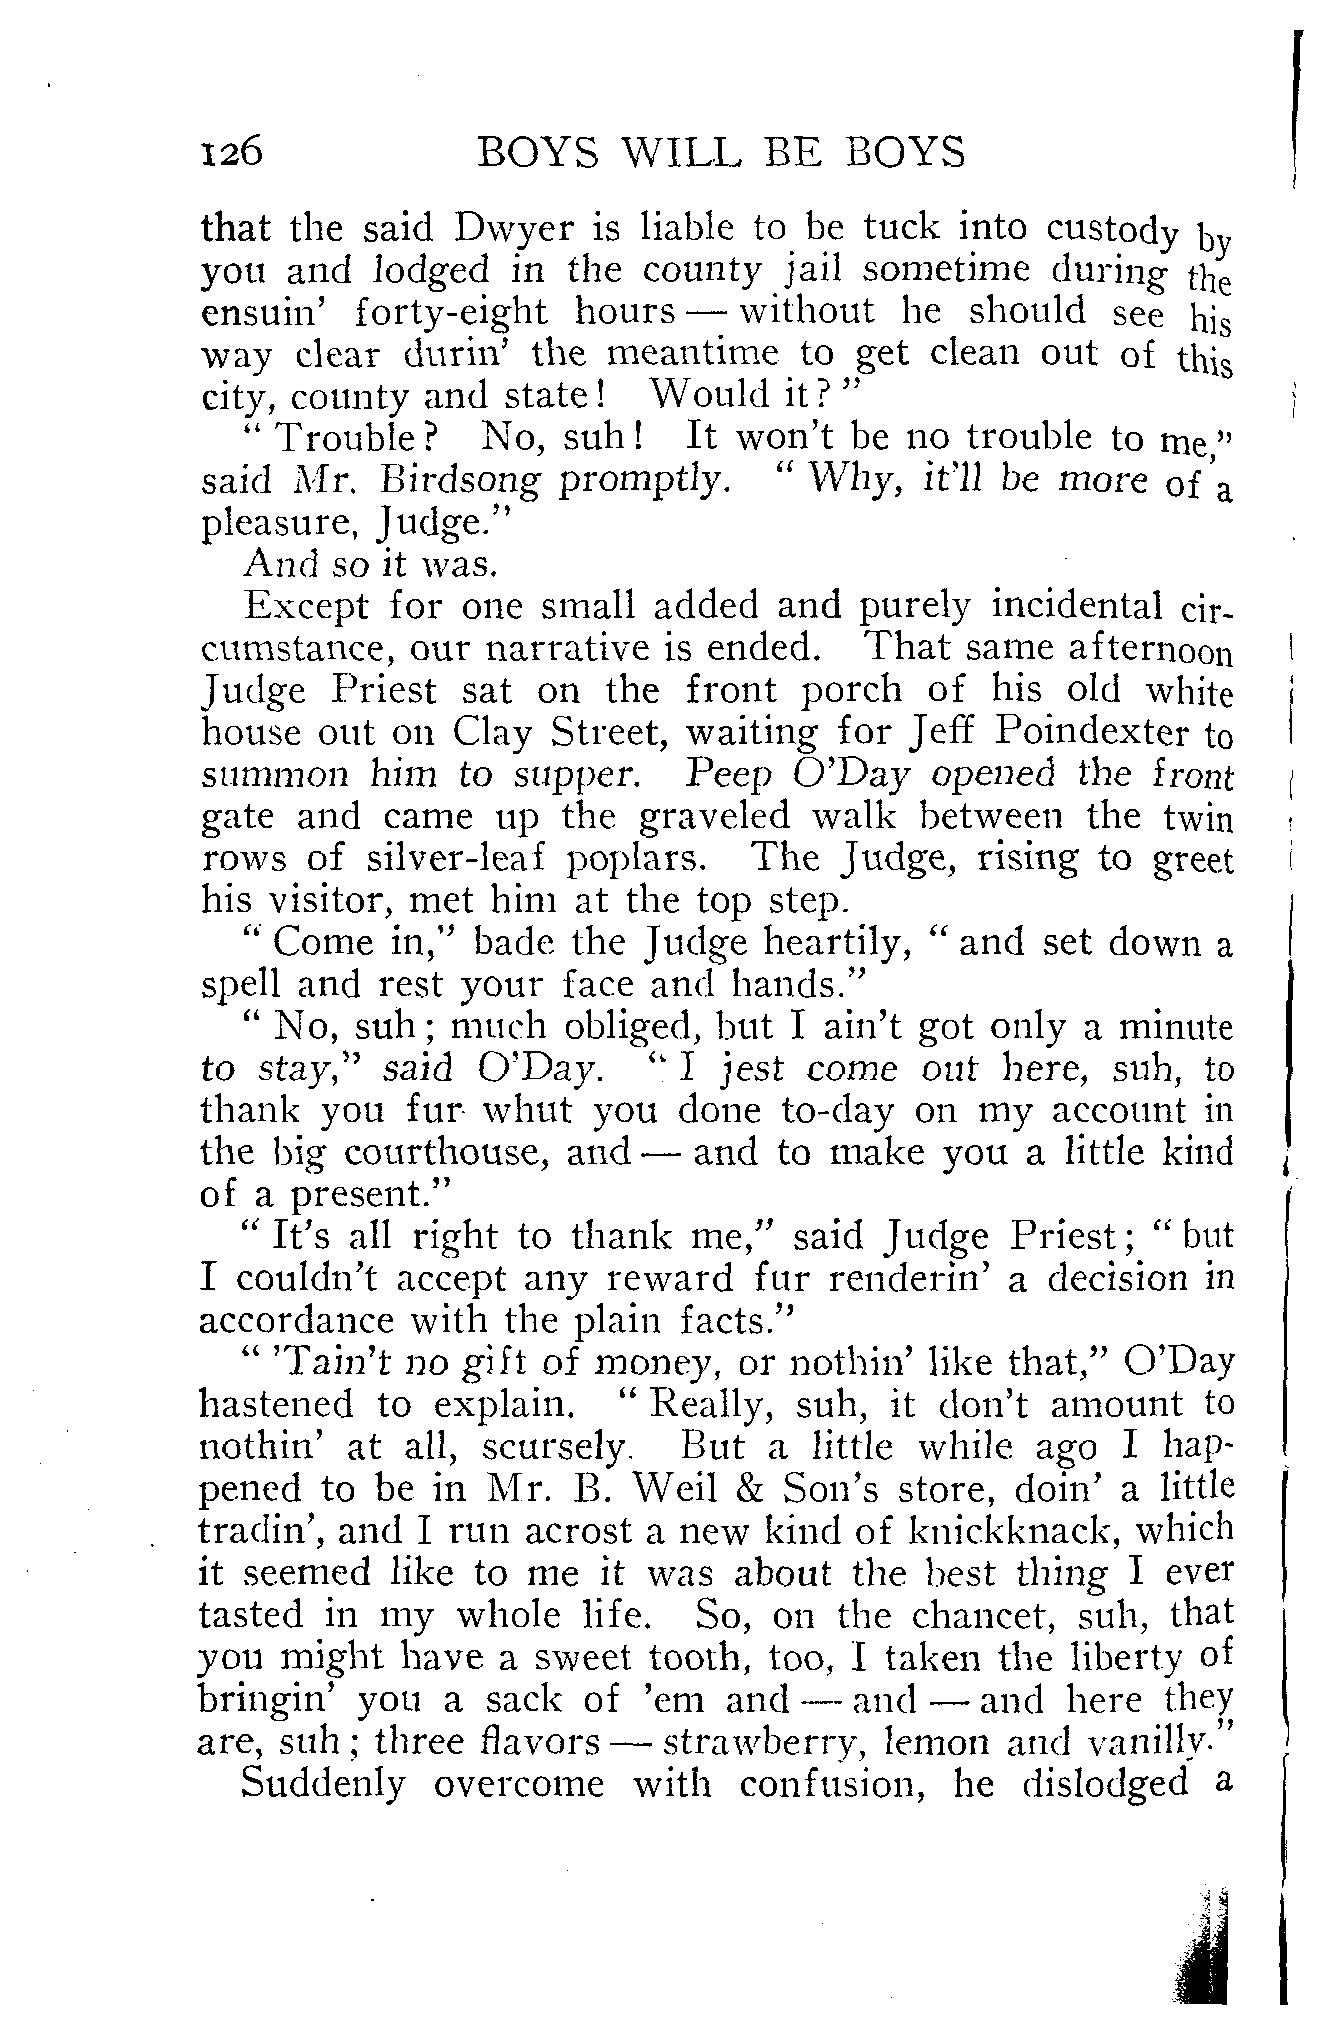 126 BOYS WILL BE BOYS
that the said Dwyer is liable to be tuck into custody by
you and lodged in the county jail sometime during the
ensuin' forty-eight hours — without he should see his
way clear durin' the meantime to get clean out of this
city, county and state! Would it?"
"Trouble? No, suh! It won't be no trouble to me,"
said Mr. Birdsong promptly. "Why, it'll be more of a
pleasure, Judge."
And so it was.
Except for one small added and purely incidental cir-
cumstance, our narrative is ended. That same afternoon
Judge Priest sat on the front porch of his old white
house out on Clay Street, waiting for Jeff Poindexter to
summon him to supper. Peep O'Day opened the front
gate and came up the graveled walk between the twin
rows of silver-leaf poplars. The Judge, rising to greet
his visitor, met him at the top step.
"Come in," bade the Judge heartily, "and set down a
spell and rest your face and hands."
"No, suh; much obliged, but I ain't got only a minute
to stay," said O'Day. "I jest come out here, suh, to
thank you fur whut you done to-day on my account in
the big courthouse, and — and to make you a little kind
of a present."
"It's all right to thank me," said Judge Priest; "but
I couldn't accept any reward fur renderin' a decision in
accordance with the plain facts."
"'Tain't no gift of money, or nothin' like that," O'Day
hastened to explain. "Really, suh, it don't amount to
nothin' at all, scursely. But a little while ago I hap-
pened to be in Mr. B. Weil & Son's store, doin' a little
tradin', and I run acrost a new kind of knickknack, which
it seemed like to me it was about the best thing I ever
tasted in my whole life. So, on the chancet, suh, that
you might have a sweet tooth, too, I taken the liberty of
bringin' you a sack of 'em and — and — and here they
are, suh; three flavors — strawberry, lemon and vanilly."
Suddenly overcome with confusion, he dislodged a